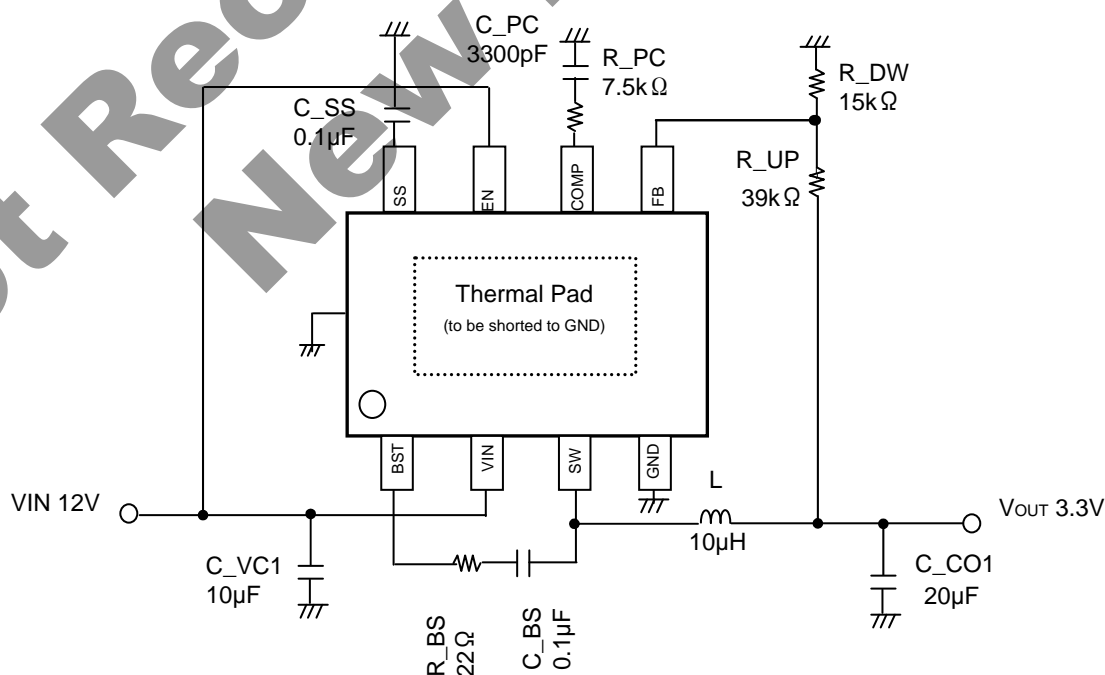 C_PC
3300pF
R_PC
7.5kΩ
R_DW
15kΩ
C_SS
0.1µF
R_UP
39kΩ
SS
EN
COMP
FB
Thermal Pad
(to be shorted to GND)
BST
VIN
SW
GND
VIN 12V
L
10µH
VOUT 3.3V
C_VC1
10µF
C_CO1
20µF
R_BS
22Ω
C_BS
0.1µF
New